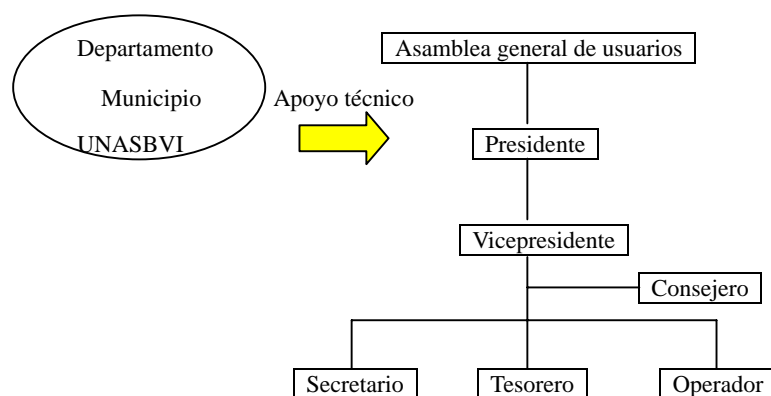 Departamento
Municipio
UNASBVI
Apoyo técnico
Asamblea general de usuarios
Presidente
Vicepresidente
Consejero
Secretario
Tesorero
Operador